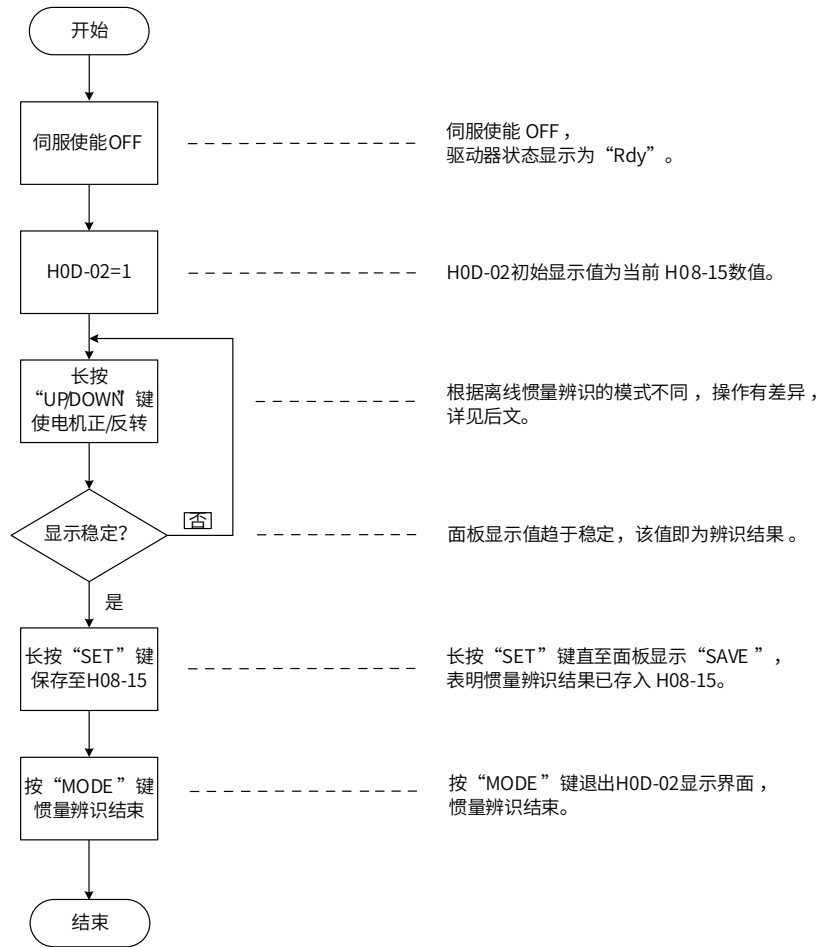 开始
伺服使能OFF
伺服使能 OFF，
驱动器状态显示为“Rdy”。
H0D-02=1
H0D-02初始显示值为当前 H08-15数值。
长按
“UP/DOWN”键
使电机正/反转
根据离线惯量辨识的模式不同，操作有差异，
详见后文。
显示稳定？
否
面板显示值趋于稳定，该值即为辨识结果。
是
长按“SET”键
保存至H08-15
长按“SET”键直至面板显示“SAVE”，
表明惯量辨识结果已存入 H08-15。
按“MODE”键
惯量辨识结束
按“MODE”键退出H0D-02显示界面，
惯量辨识结束。
结束